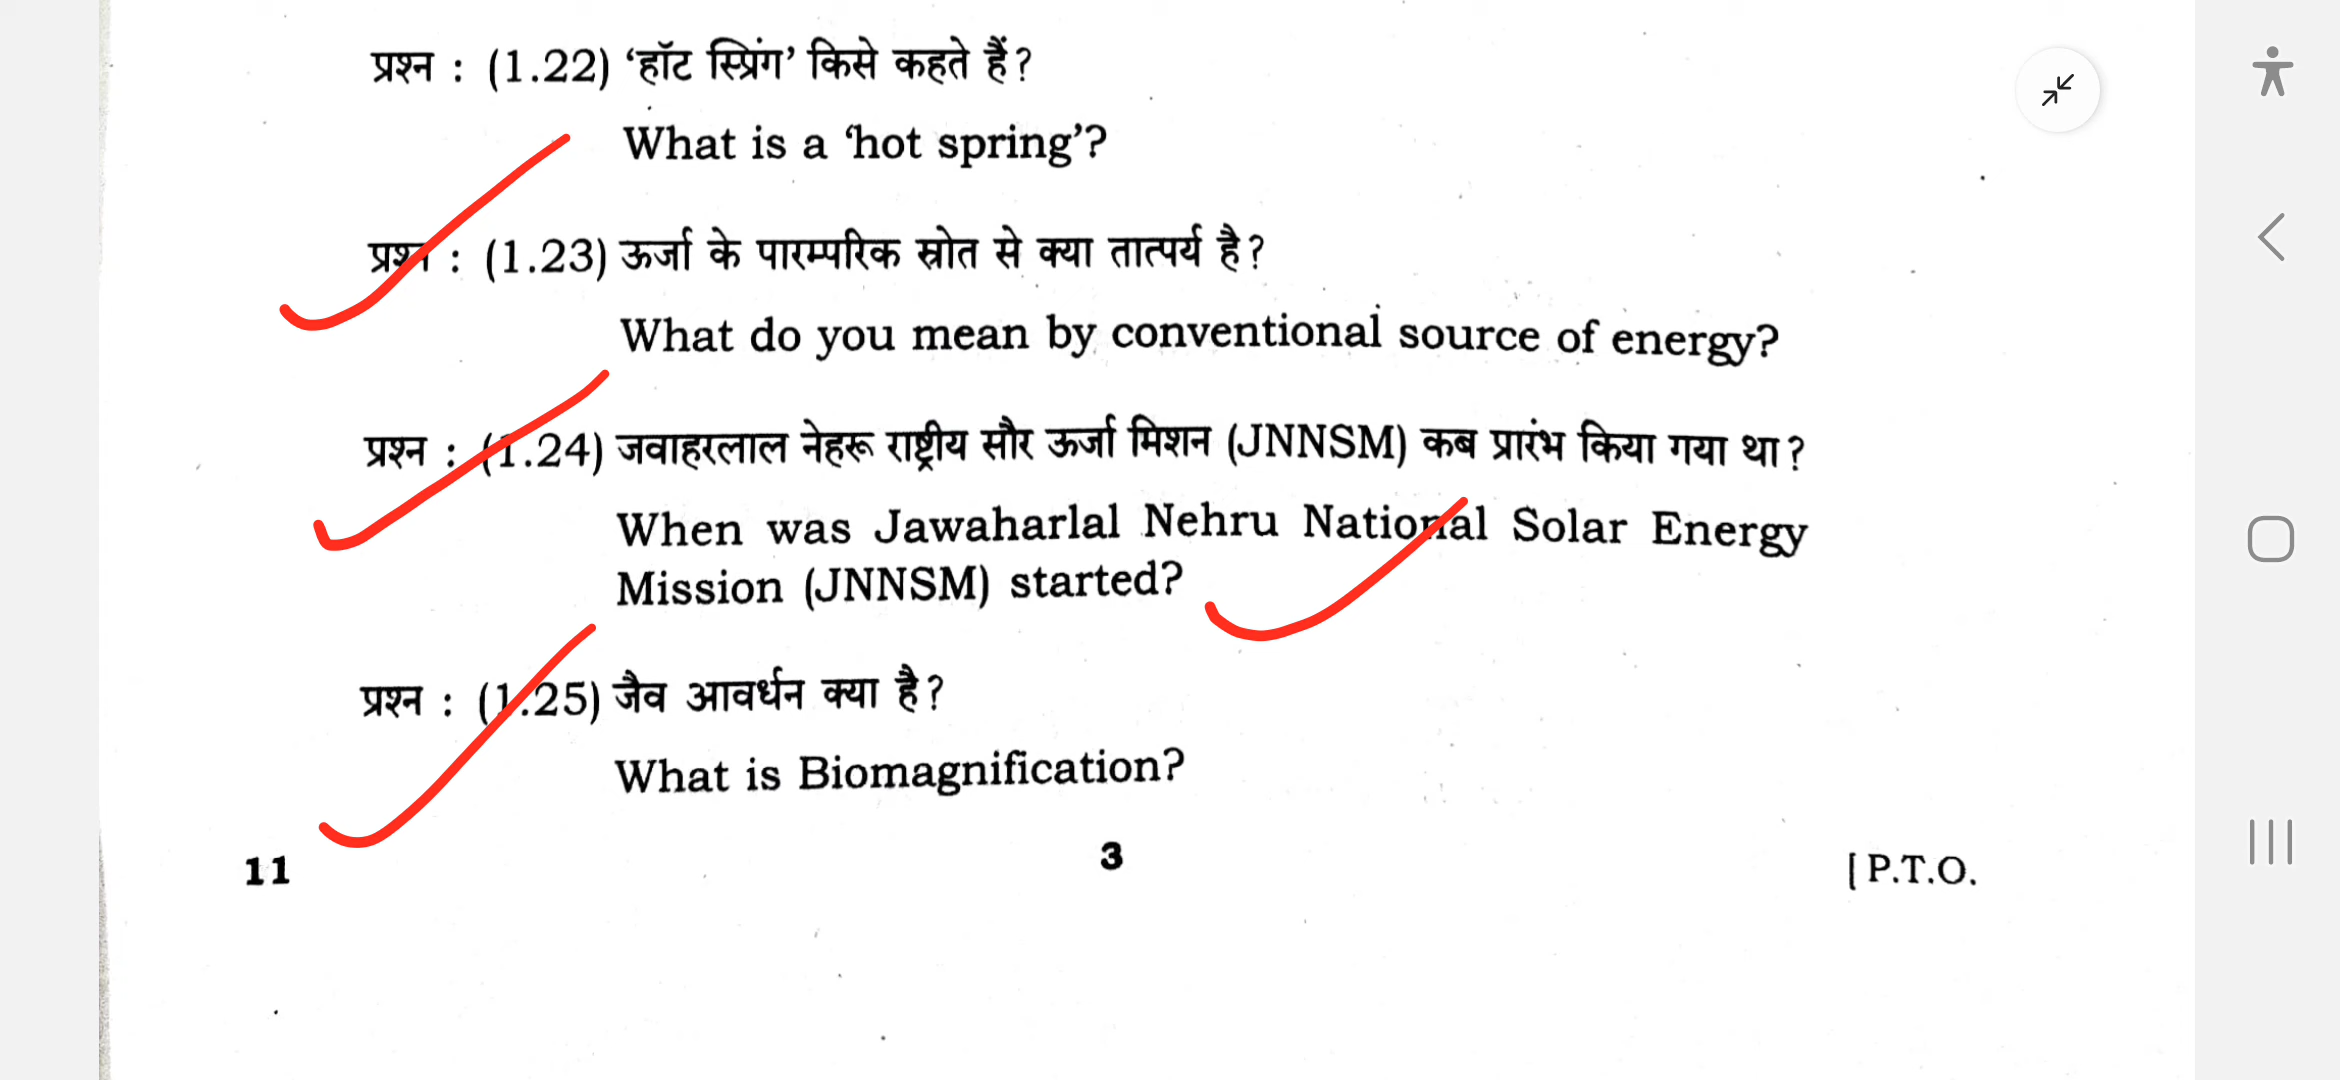 प्रश्न : (1.22) ‘हॉट स्प्रिंग’ किसे कहते हैं?
What is a ‘hot spring’?
प्रश्न : (1.23) ऊर्जा के पारम्परिक स्रोत से क्या तात्पर्य है?
What do you mean by conventional source of energy?
प्रश्न : (1.24) जवाहरलाल नेहरू राष्ट्रीय सौर ऊर्जा मिशन (JNNSM) कब प्रारंभ किया गया था?
When was Jawaharlal Nehru National Solar Energy
Mission (JNNSM) started?
प्रश्न : (1.25) जैव आवर्धन क्या है?
What is Biomagnification?
11 3 [ P.T.O.